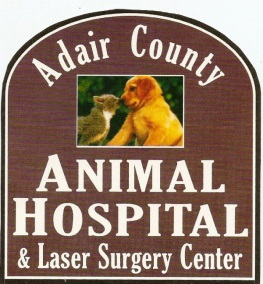 Adair County
ANIMAL
HOSPITAL
& Laser Surgery Center